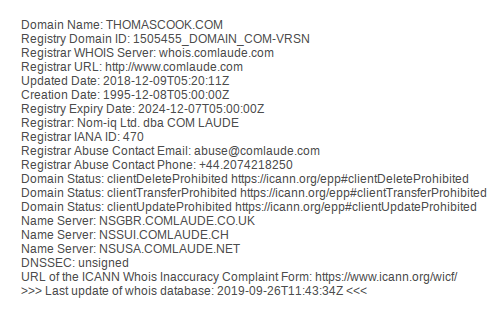 Domain Name: THOMASCOOK.COM
Registry Domain ID: 1505455_DOMAIN_COM-VRSN
Registrar WHOIS Server: whois.comlaude.com
Registrar URL: http://www.comlaude.com
Updated Date: 2018-12-09T05:20:11Z
Creation Date: 1995-12-08T05:00:00Z
Registry Expiry Date: 2024-12-07T05:00:00Z
Registrar: Nom-iq Ltd. dba COM LAUDE
Registrar IANA ID: 470
Registrar Abuse Contact Email: abuse@comlaude.com
Registrar Abuse Contact Phone: +44.2074218250
Domain Status: clientDeleteProhibited https://icann.org/epp#clientDeleteProhibited
Domain Status: clientTransferProhibited https://icann.org/epp#clientTransferProhibited
Domain Status: clientUpdateProhibited https://icann.org/epp#clientUpdateProhibited
Name Server: NSGBR.COMLAUDE.CO.UK
Name Server: NSSUI.COMLAUDE.CH
Name Server: NSUSA.COMLAUDE.NET
DNSSEC: unsigned
URL of the ICANN Whois Inaccuracy Complaint Form: https://www.icann.org/wicf/
>>> Last update of whois database: 2019-09-26T11:43:34Z <<<